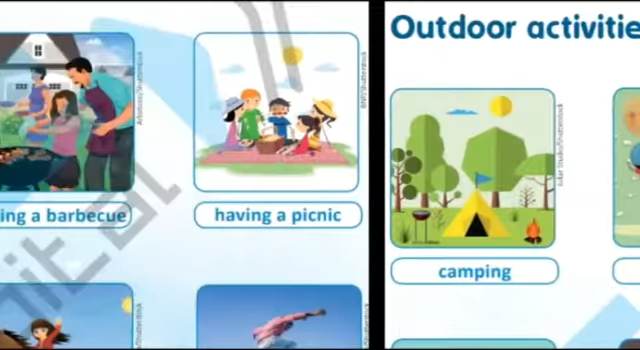 Outdoor activitie
ing a barbecue
having a picnic
camping